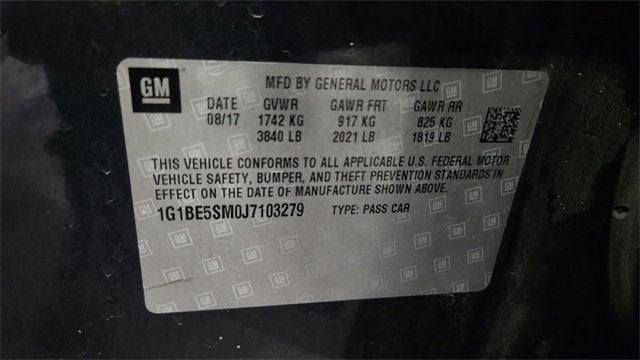 GM MFD BY GENERAL MOTORS LLC
DATE GVWR GAWR FRT GAWR RR
08/17 1742 KG 917 KG 825 KG
3840 LB 2021 LB 1819 LB
THIS VEHICLE CONFORMS TO ALL APPLICABLE U.S. FEDERAL MOTOR
VEHICLE SAFETY, BUMPER, AND THEFT PREVENTION STANDARDS IN
EFFECT ON THE DATE OF MANUFACTURE SHOWN ABOVE.
1G1BE5SM0J7103279 TYPE: PASS CAR